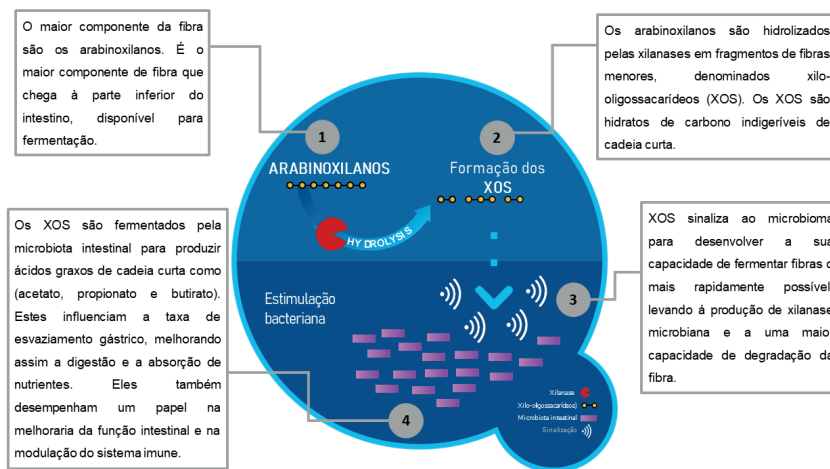 O maior componente da fibra
são os arabinoxilanos. É o
maior componente de fibra que
chega à parte inferior do
intestino, disponível para
fermentação.
Os arabinoxilanos são hidrolizados
pelas xilanases em fragmentos de fibras
menores, denominados xilo-
oligossacarídeos (XOS). Os XOS são
hidratos de carbono indigeríveis de
cadeia curta.
1
2
ARABINOXILANOS
Formação dos
XOS
HYDROLYSIS
Os XOS são fermentados pela
microbiota intestinal para produzir
ácidos graxos de cadeia curta como
(acetato, propionato e butirato).
Estes influenciam a taxa de
esvaziamento gástrico, melhorando
assim a digestão e a absorção de
nutrientes. Eles também
desempenham um papel na
melhoraria da função intestinal e na
modulação do sistema imune.
XOS sinaliza ao microbioma
para desenvolver a sua
capacidade de fermentar fibras o
mais rapidamente possível,
levando á produção de xilanase
microbiana e a uma maio
capacidade de degradação da
fibra.
3
Estimulação
bacteriana
4
Xilanase
Xilo-oligossacarídeos)
Microbiota intestinal
Sinalização